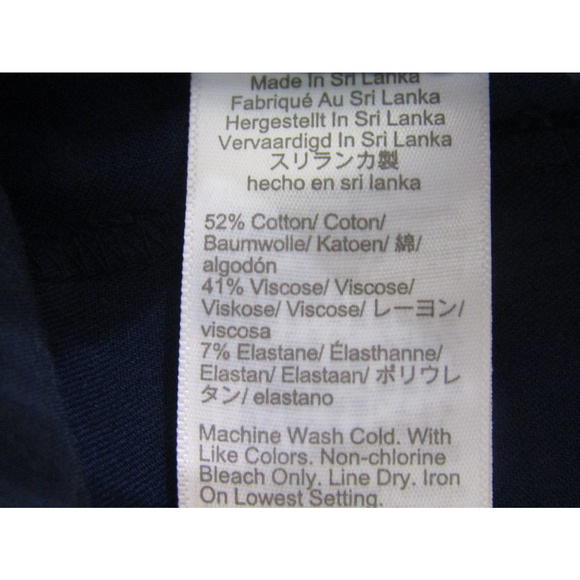 Made In Sri Lanka
Fabriqué Au Sri Lanka
Hergestellt In Sri Lanka
Vervaardigd In Sri Lanka
スリランカ製
hecho en sri lanka
52% Cotton/ Coton/
Baumwolle/ Katoen/ 綿/
algodón
41% Viscose/ Viscose/
Viskose/ Viscose/ レーヨン/
viscosa
7% Elastane/ Élasthanne/
Elastan/ Elastaan/ ポリウレ
タン/ elastano
Machine Wash Cold. With
Like Colors. Non-chlorine
Bleach Only. Line Dry. Iron
On Lowest Setting.